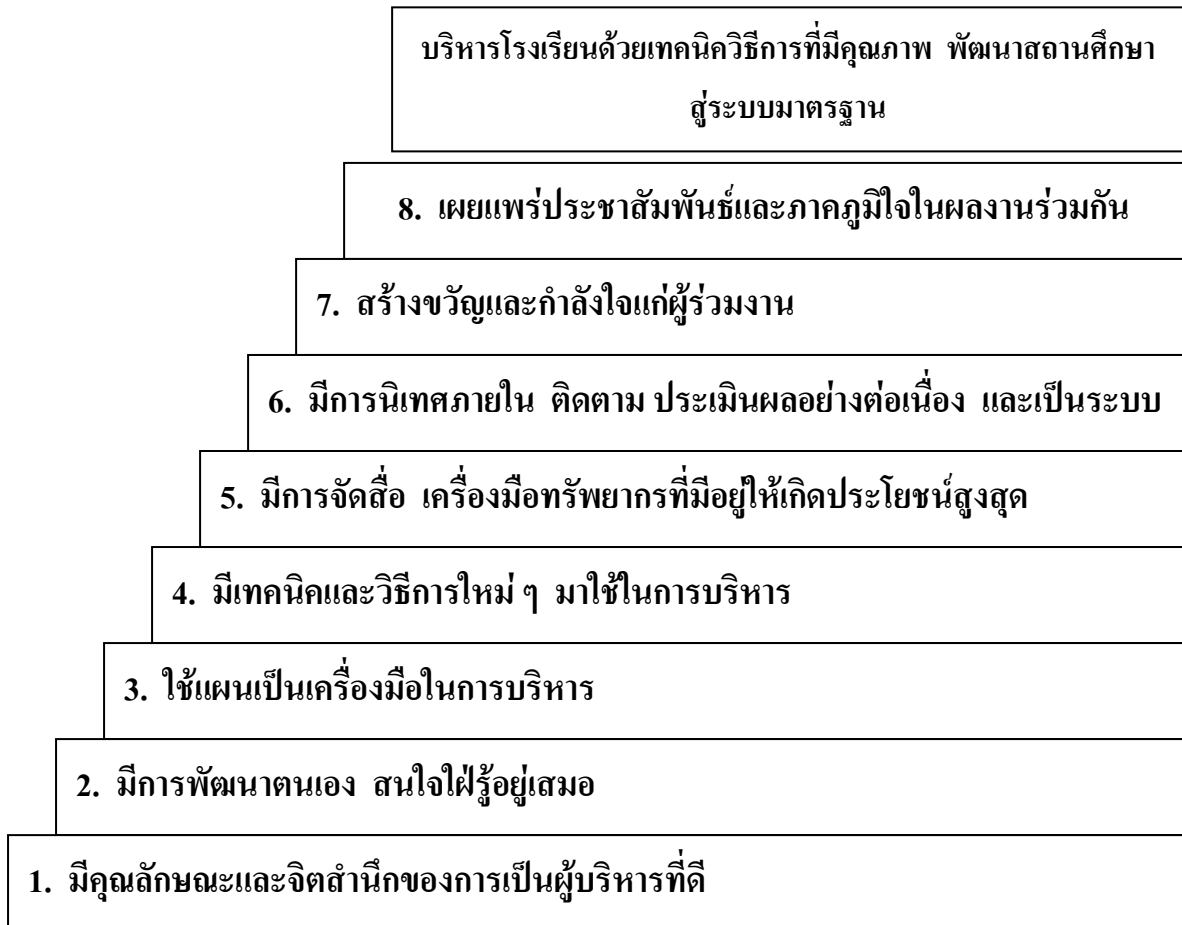 บริหารโรงเรียนด้วยเทคนิควิธีการที่มีคุณภาพ พัฒนาสถานศึกษา
สู่ระบบมาตรฐาน
8. เผยแพร่ประชาสัมพันธ์และภาคภูมิใจในผลงานร่วมกัน
7. สร้างขวัญและกำลังใจแก่ผู้ร่วมงาน
6. มีการนิเทศภายใน ติดตาม ประเมินผลอย่างต่อเนื่อง และเป็นระบบ
5. มีการจัดสื่อ เครื่องมือทรัพยากรที่มีอยู่ให้เกิดประโยชน์สูงสุด
4. มีเทคนิคและวิธีการใหม่ ๆ มาใช้ในการบริหาร
3. ใช้แผนเป็นเครื่องมือในการบริหาร
2. มีการพัฒนาตนเอง สนใจใฝ่รู้อยู่เสมอ
1. มีคุณลักษณะและจิตสำนึกของการเป็นผู้บริหารที่ดี